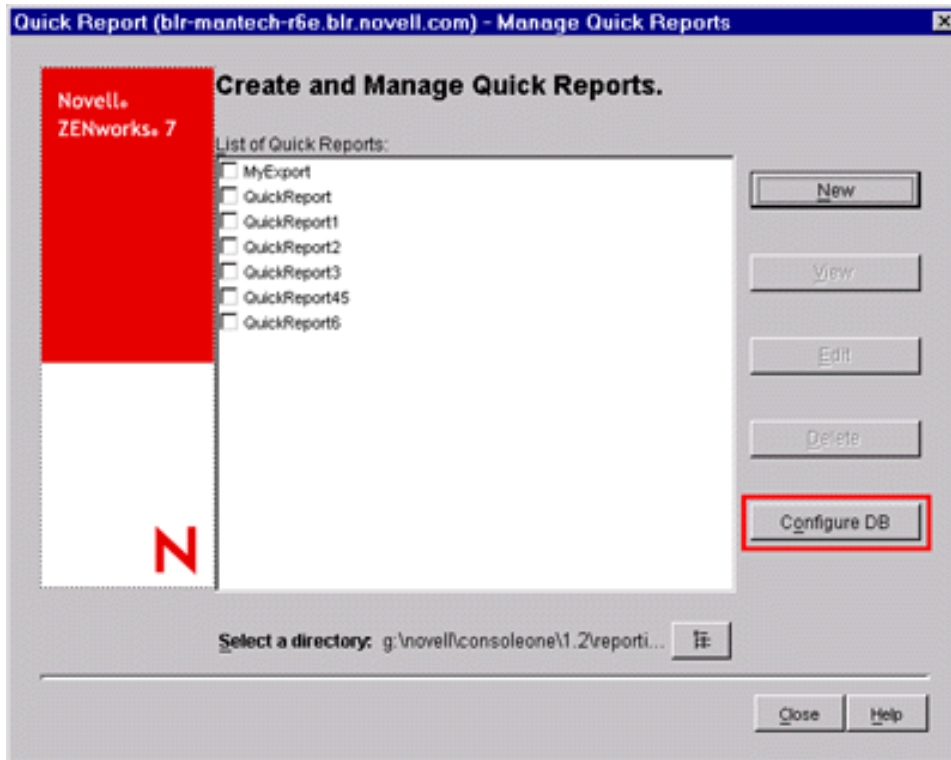 Quick Report (blr-mantech-r6e.blr.novell.com) - Manage Quick Reports
Novell®
ZENworks® 7
Create and Manage Quick Reports.
List of Quick Reports:
MyExport
QuickReport
QuickReport1
QuickReport2
QuickReport3
QuickReport45
QuickReport6
New
View
Edit
Delete
Configure DB
N
Select a directory: g:\novell\consoleone\1.2\reporti...
Close
Help